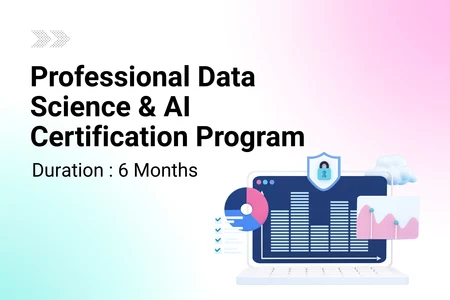 Professional Data
Science & AI
Certification Program
Duration : 6 Months